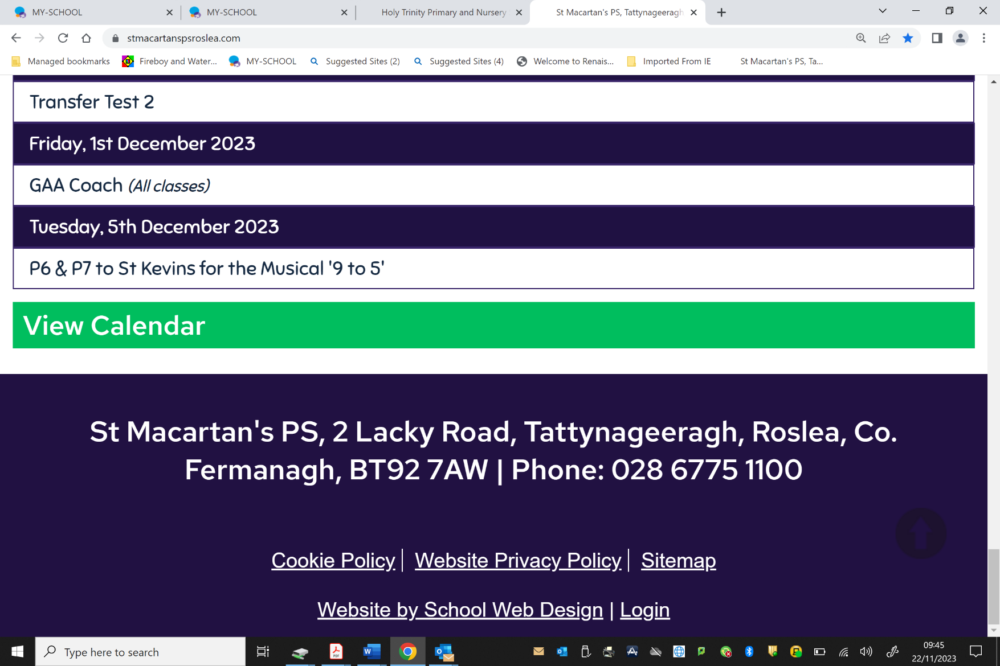 MY-SCHOOL
MY-SCHOOL
Holy Trinity Primary and Nursery
St Macartan's PS, Tattynageeragh
stmacartanspsroslea.com
Managed bookmarks
Fireboy and Water...
MY-SCHOOL
Suggested Sites (2)
Suggested Sites (4)
Welcome to Renais...
Imported From IE
St Macartan's PS, Ta...
Transfer Test 2
Friday, 1st December 2023
GAA Coach (All classes)
Tuesday, 5th December 2023
P6 & P7 to St Kevins for the Musical '9 to 5'
View Calendar
St Macartan's PS, 2 Lacky Road, Tattynageeragh, Roslea, Co.
Fermanagh, BT92 7AW | Phone: 028 6775 1100
Cookie Policy | Website Privacy Policy | Sitemap
Website by School Web Design | Login
Type here to search
09:45
22/11/2023